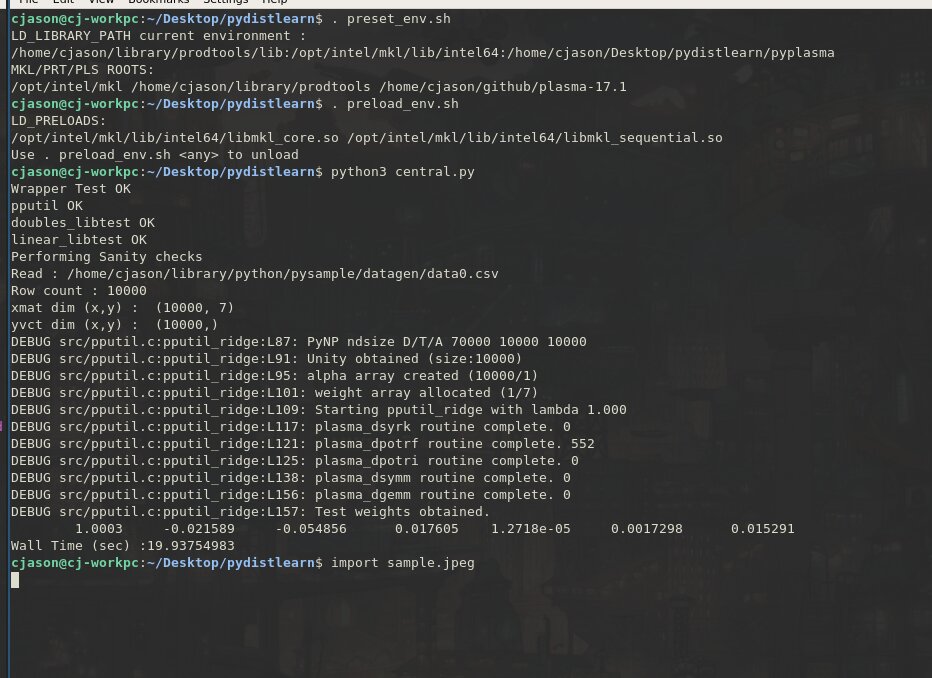 File Edit View Bookmarks Settings Help
cjason@cj-workpc:~/Desktop/pydistlearn$ . preset_env.sh
LD_LIBRARY_PATH current environment :
/home/cjason/library/prodtools/lib:/opt/intel/mkl/lib/intel64:/home/cjason/Desktop/pydistlearn/pyplasma
MKL/PRT/PLS ROOTS:
/opt/intel/mkl /home/cjason/library/prodtools /home/cjason/github/plasma-17.1
cjason@cj-workpc:~/Desktop/pydistlearn$ . preload_env.sh
LD_PRELOADS:
/opt/intel/mkl/lib/intel64/libmkl_core.so /opt/intel/mkl/lib/intel64/libmkl_sequential.so
Use . preload_env.sh <any> to unload
cjason@cj-workpc:~/Desktop/pydistlearn$ python3 central.py
Wrapper Test OK
pputil OK
doubles_libtest OK
linear_libtest OK
Performing Sanity checks
Read : /home/cjason/library/python/pysample/datagen/data0.csv
Row count : 10000
xmat dim (x,y) :  (10000, 7)
yvct dim (x,y) :  (10000,)
DEBUG src/pputil.c:pputil_ridge:L87: PyNP ndsize D/T/A 70000 10000 10000
DEBUG src/pputil.c:pputil_ridge:L91: Unity obtained (size:10000)
DEBUG src/pputil.c:pputil_ridge:L95: alpha array created (10000/1)
DEBUG src/pputil.c:pputil_ridge:L101: weight array allocated (1/7)
DEBUG src/pputil.c:pputil_ridge:L109: Starting pputil_ridge with lambda 1.000
DEBUG src/pputil.c:pputil_ridge:L117: plasma_dsyrk routine complete. 0
DEBUG src/pputil.c:pputil_ridge:L121: plasma_dpotrf routine complete. 552
DEBUG src/pputil.c:pputil_ridge:L125: plasma_dpotri routine complete. 0
DEBUG src/pputil.c:pputil_ridge:L138: plasma_dsymm routine complete. 0
DEBUG src/pputil.c:pputil_ridge:L156: plasma_dgemm routine complete. 0
DEBUG src/pputil.c:pputil_ridge:L157: Test weights obtained.
1.0003     -0.021589     -0.054856      0.017605    1.2718e-05     0.0017298      0.015291
Wall Time (sec) :19.93754983
cjason@cj-workpc:~/Desktop/pydistlearn$ import sample.jpeg